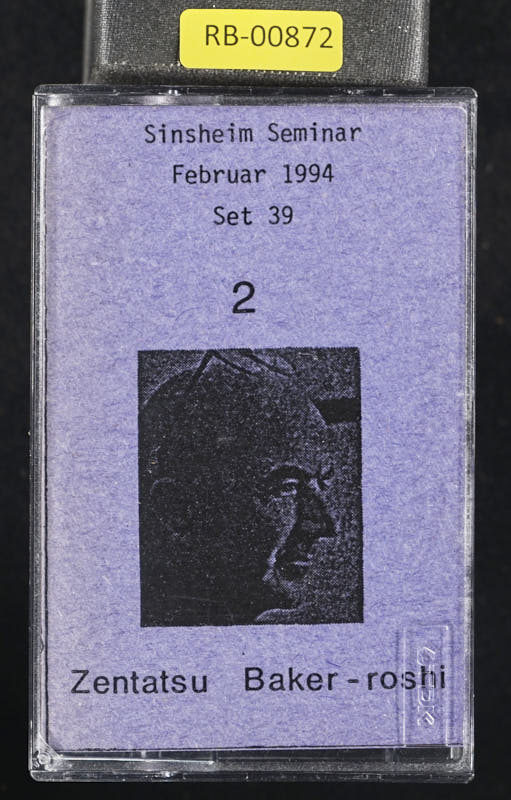 RB-00872
Sinsheim Seminar
Februar 1994
Set 39
2
Zentatsu Baker-roshi